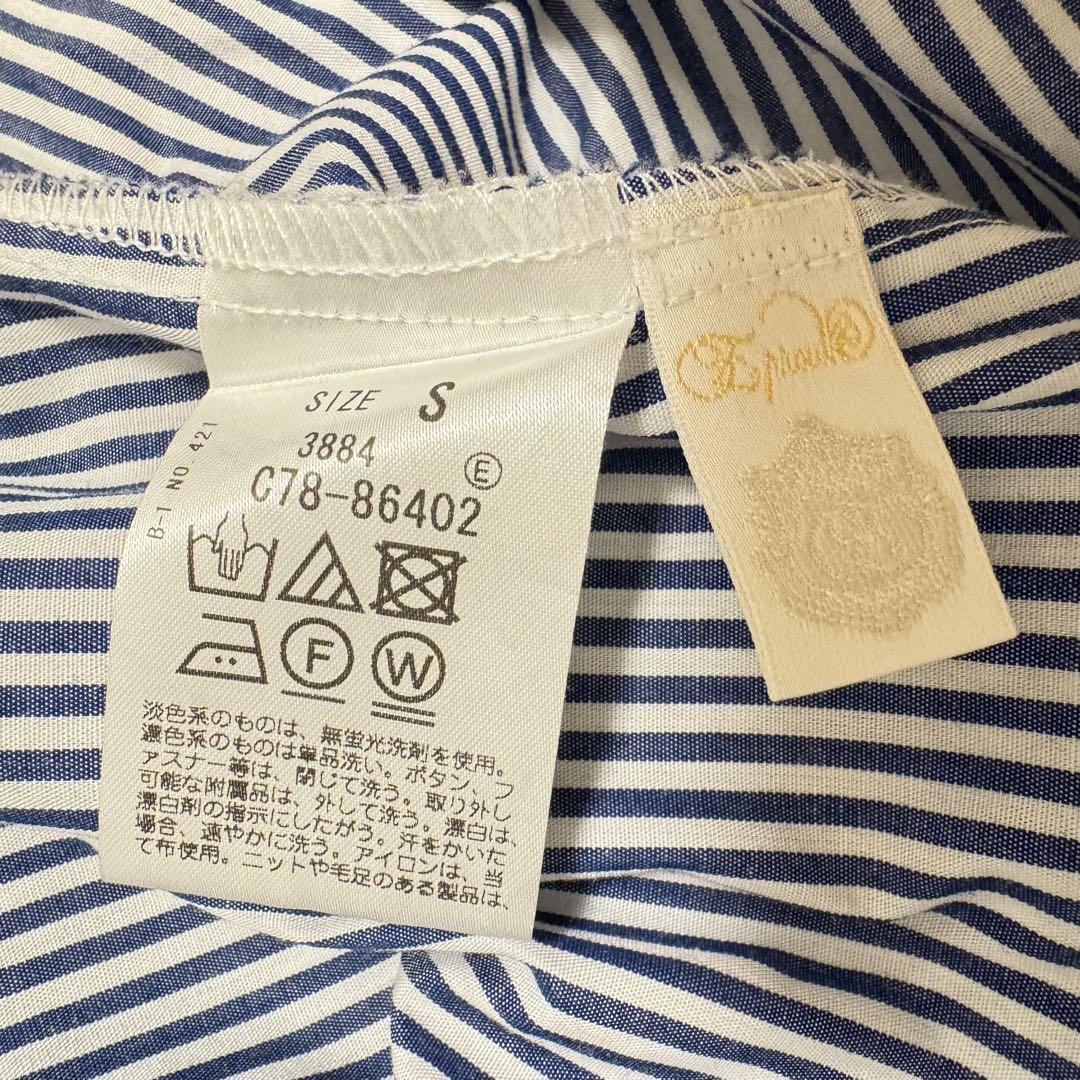 SIZE S
3884
C78-86402
E
B-1 NO 421
F
W
淡色系のものは、無蛍光洗剤を使用。
濃色系のものは単品洗い。ボタン、フ
ァスナー等は、閉じて洗う。取り外し
可能な附属品は、外して洗う。漂白は、
漂白剤の指示にしたがう。汗をかいた
場合、速やかに洗う。アイロンは、当
て布使用。ニットや毛足のある製品は、
proud